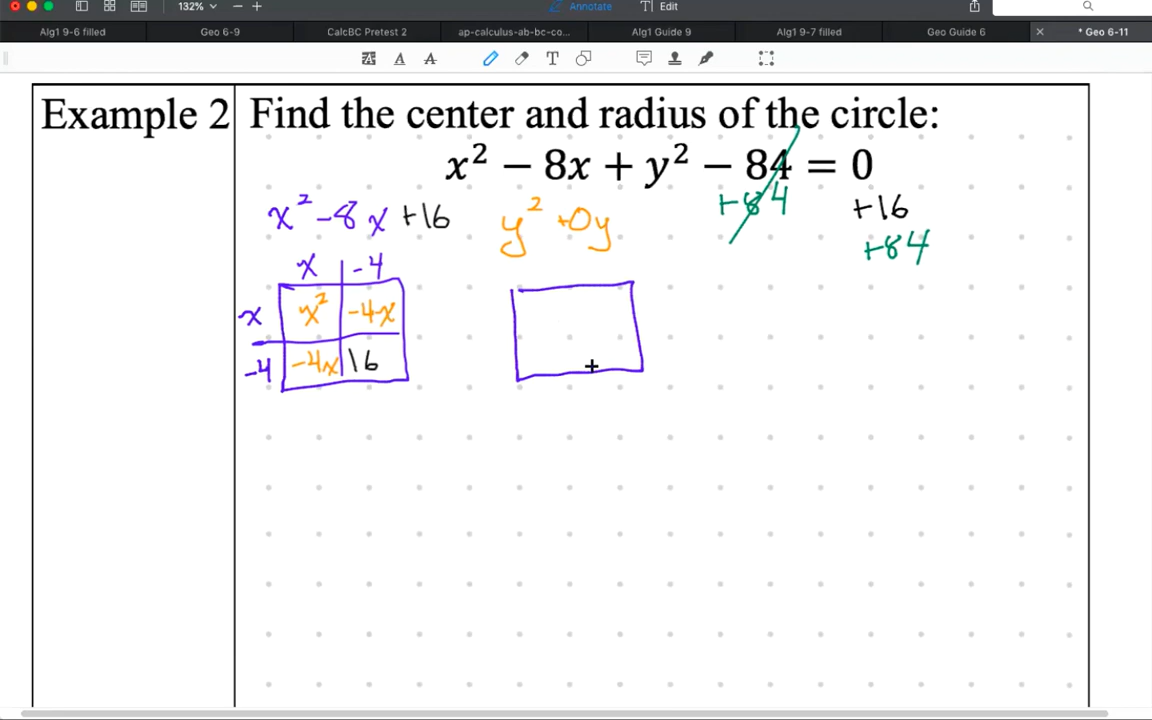 132%
Annotate
Edit
Alg1 9-6 filled
Geo 6-9
CalcBC Pretest 2
ap-calculus-ab-bc-co...
Alg1 Guide 9
Alg1 9-7 filled
Geo Guide 6
* Geo 6-11
Example 2
Find the center and radius of the circle:
x² − 8x + y² − 84 = 0
+84
x² -8x +16
y² +0y
+16
+84
x -4
x x² -4x
-4 -4x 16